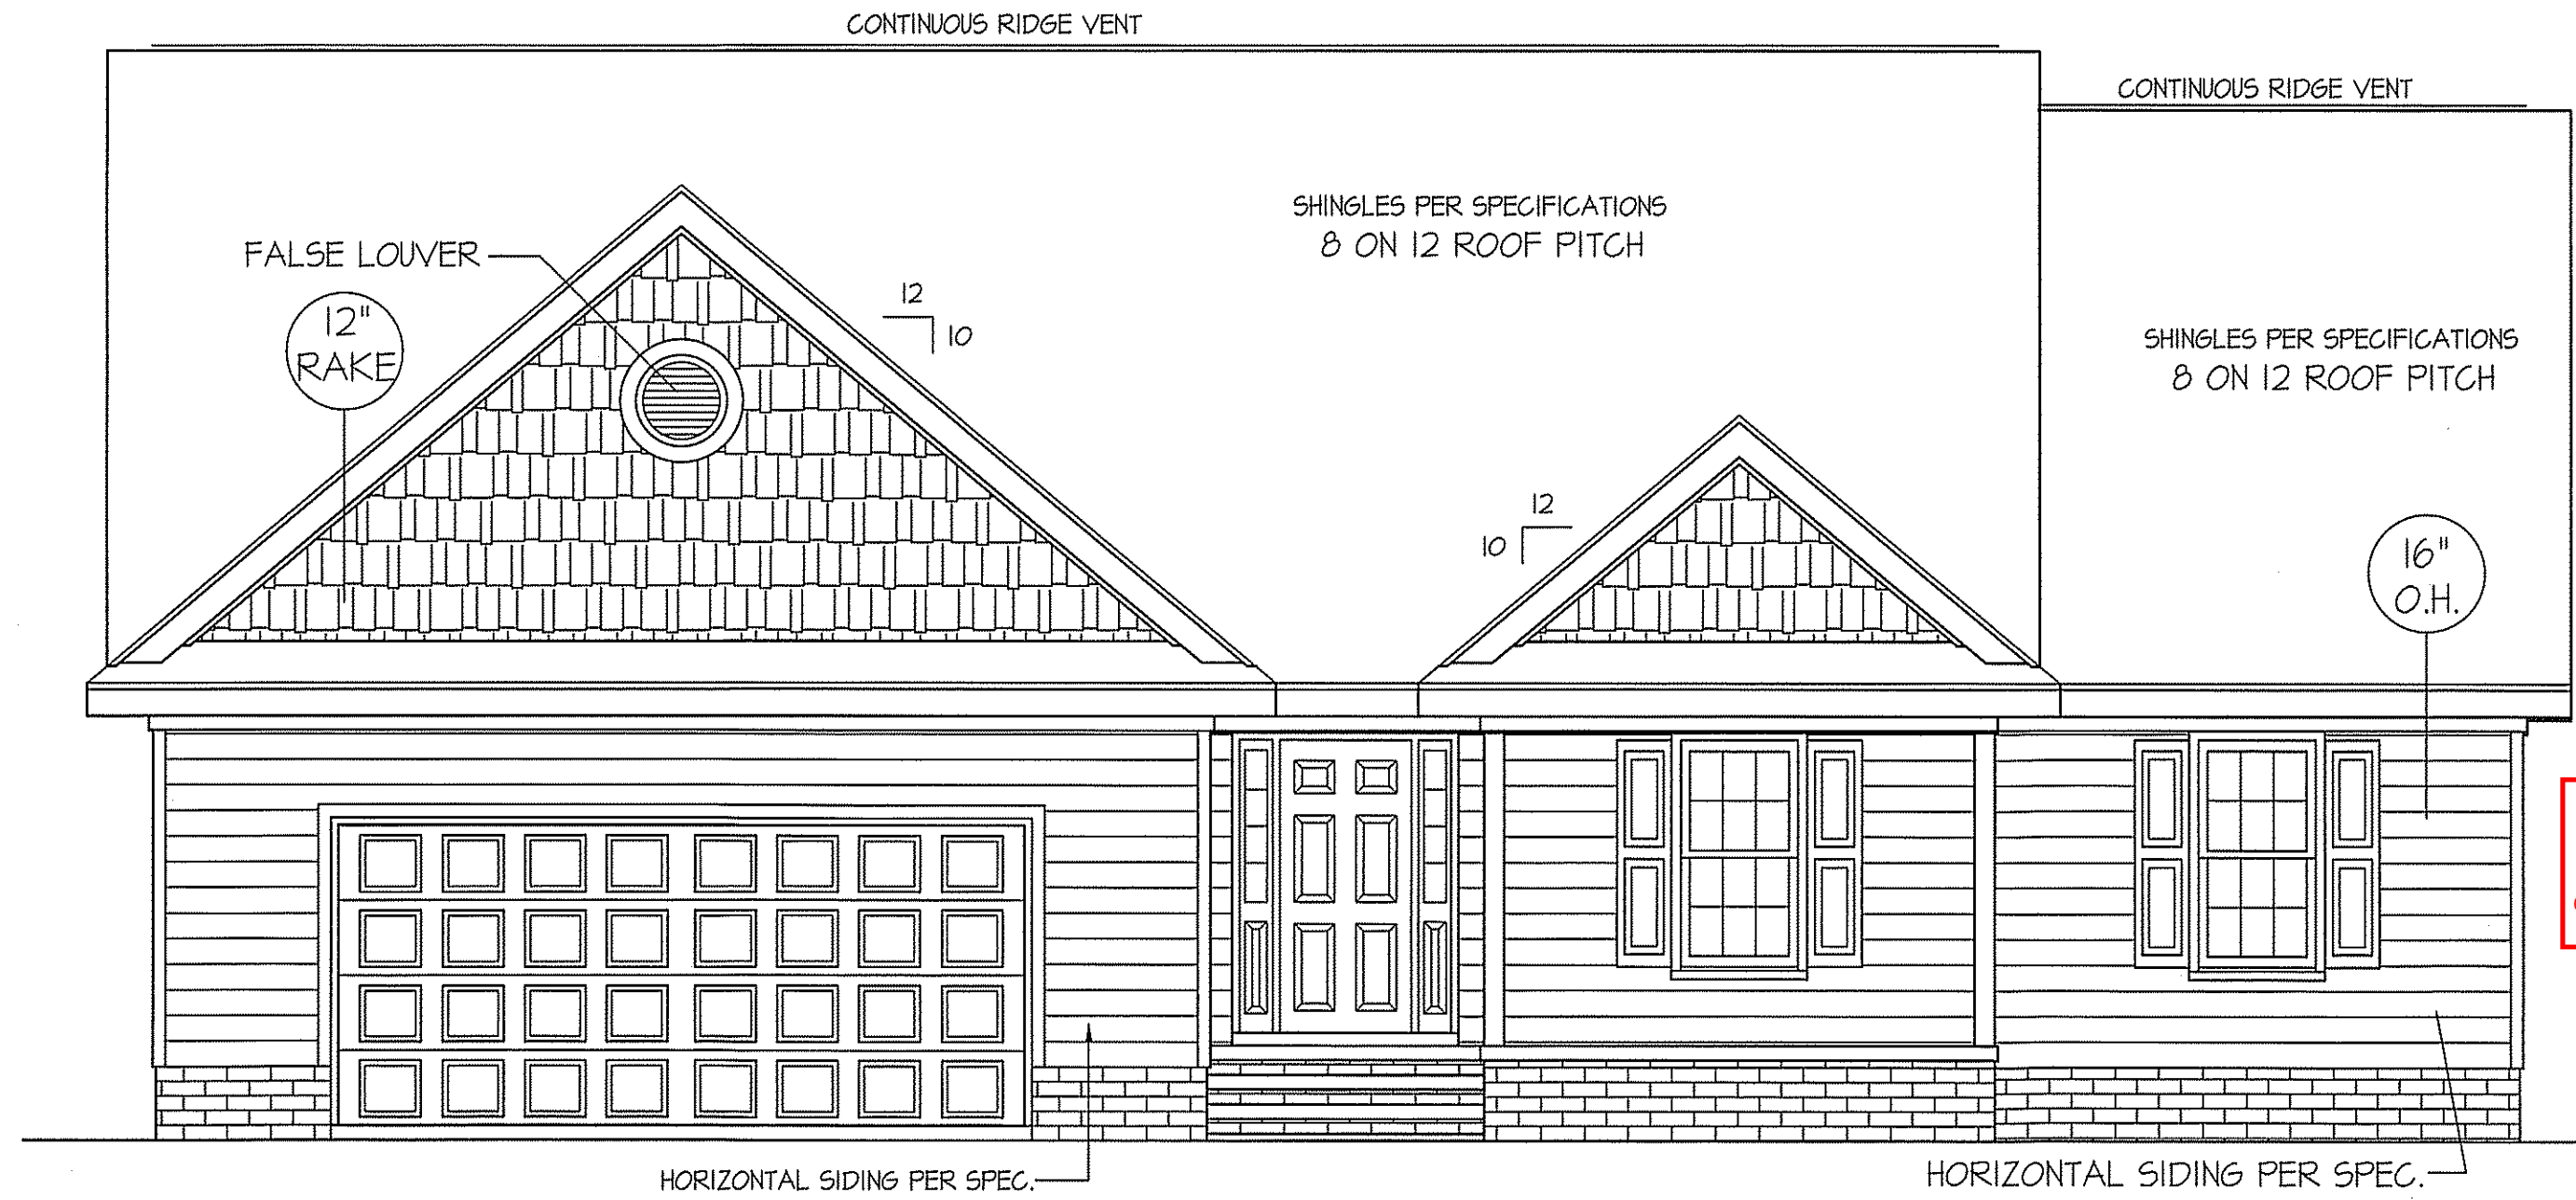 CONTINUOUS RIDGE VENT
CONTINUOUS RIDGE VENT
SHINGLES PER SPECIFICATIONS
8 ON 12 ROOF PITCH
FALSE LOUVER
12"
RAKE
12
10
SHINGLES PER SPECIFICATIONS
8 ON 12 ROOF PITCH
12
10
16"
O.H.
HORIZONTAL SIDING PER SPEC.
HORIZONTAL SIDING PER SPEC.